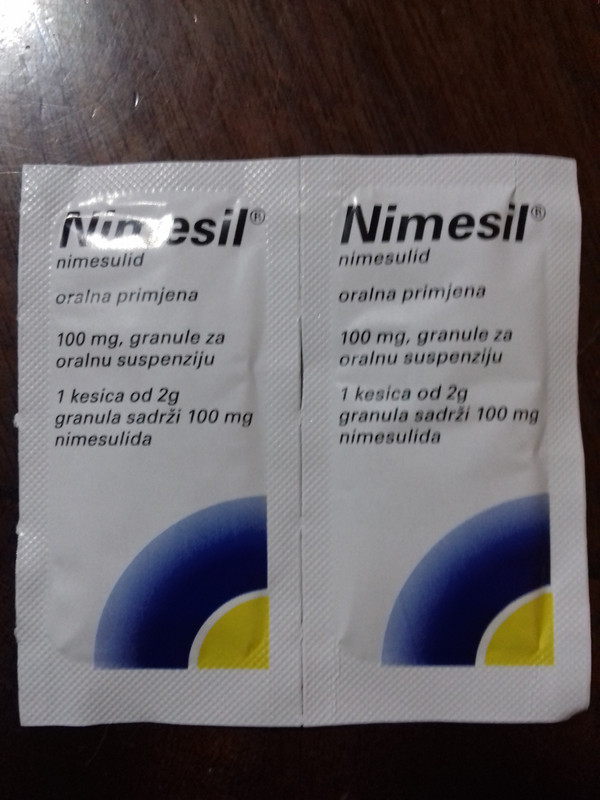 Nimesil®
nimesulid
oralna primjena
100 mg, granule za
oralnu suspenziju
1 kesica od 2g
granula sadrži 100 mg
nimesulida
Nimesil®
nimesulid
oralna primjena
100 mg, granule za
oralnu suspenziju
1 kesica od 2g
granula sadrži 100 mg
nimesulida